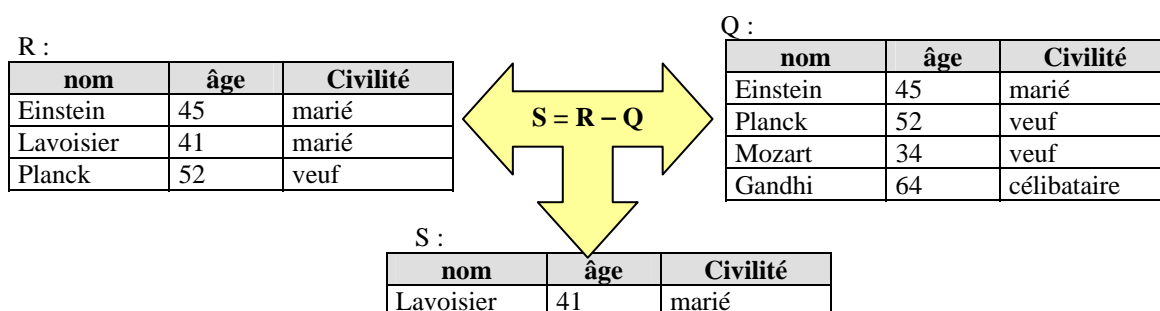 R :
nom âge Civilité
Einstein 45 marié
Lavoisier 41 marié
Planck 52 veuf
S = R – Q
Q :
nom âge Civilité
Einstein 45 marié
Planck 52 veuf
Mozart 34 veuf
Gandhi 64 célibataire
S :
nom âge Civilité
Lavoisier 41 marié